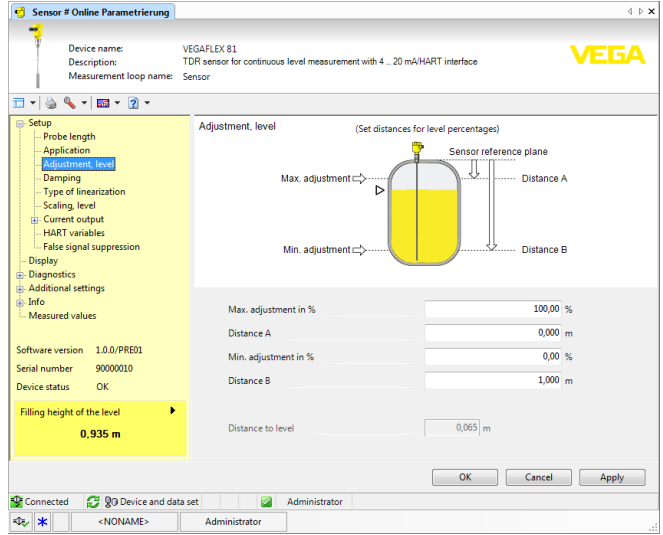 Sensor # Online Parametrierung
Device name: VEGAFLEX 81
Description: TDR sensor for continuous level measurement with 4 .. 20 mA/HART interface
Measurement loop name: Sensor
VEGA
Setup
Probe length
Application
Adjustment, level
Damping
Type of linearization
Scaling, level
Current output
HART variables
False signal suppression
Display
Diagnostics
Additional settings
Info
Measured values
Software version 1.0.0/PRE01
Serial number 90000010
Device status OK
Filling height of the level
0,935 m
Adjustment, level
(Set distances for level percentages)
Sensor reference plane
Max. adjustment
Distance A
Min. adjustment
Distance B
Max. adjustment in % 100,00 %
Distance A 0,000 m
Min. adjustment in % 0,00 %
Distance B 1,000 m
Distance to level 0,065 m
OK Cancel Apply
Connected Device and data set Administrator
<NONAME> Administrator